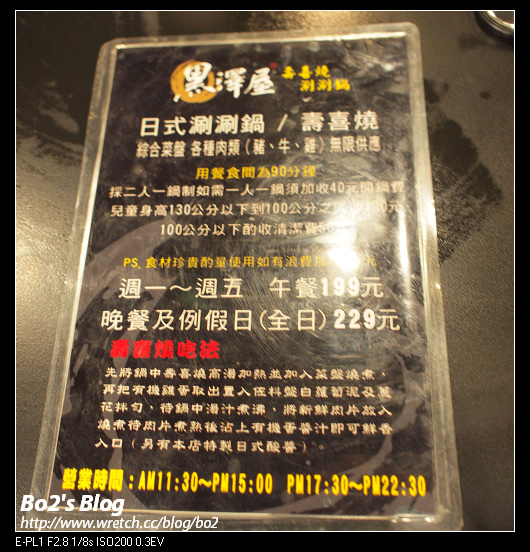 黑澤屋 壽喜燒
涮涮鍋
日式涮涮鍋 / 壽喜燒
綜合菜盤 各種肉類 (豬、牛、雞) 無限供應
用餐食間為90分鐘
採二人一鍋制如需一人一鍋須加收40元開鍋費
兒童身高130公分以下到100公分之
100公分以下酌收清潔費
PS. 食材珍貴酌量使用如有浪費
週一～週五 午餐199元
晚餐及例假日(全日)229元
壽喜燒吃法
先將鍋中壽喜燒高湯加熱並加入菜盤燒煮，
再把有機雞蛋取出置入佐料盤白蘿蔔泥及蔥
花拌勻，待鍋中湯汁煮沸，將新鮮肉片放入
燒煮待肉片煮熟後沾上有機蛋醬汁即可鮮香
入口 (另有本店特製日式酸醬)。
營業時間：AM11:30～PM15:00 PM17:30～PM22:30
Bo2's Blog
http://www.wretch.cc/blog/bo2
E-PL1 F2.8 1/8s ISO200 0.3EV